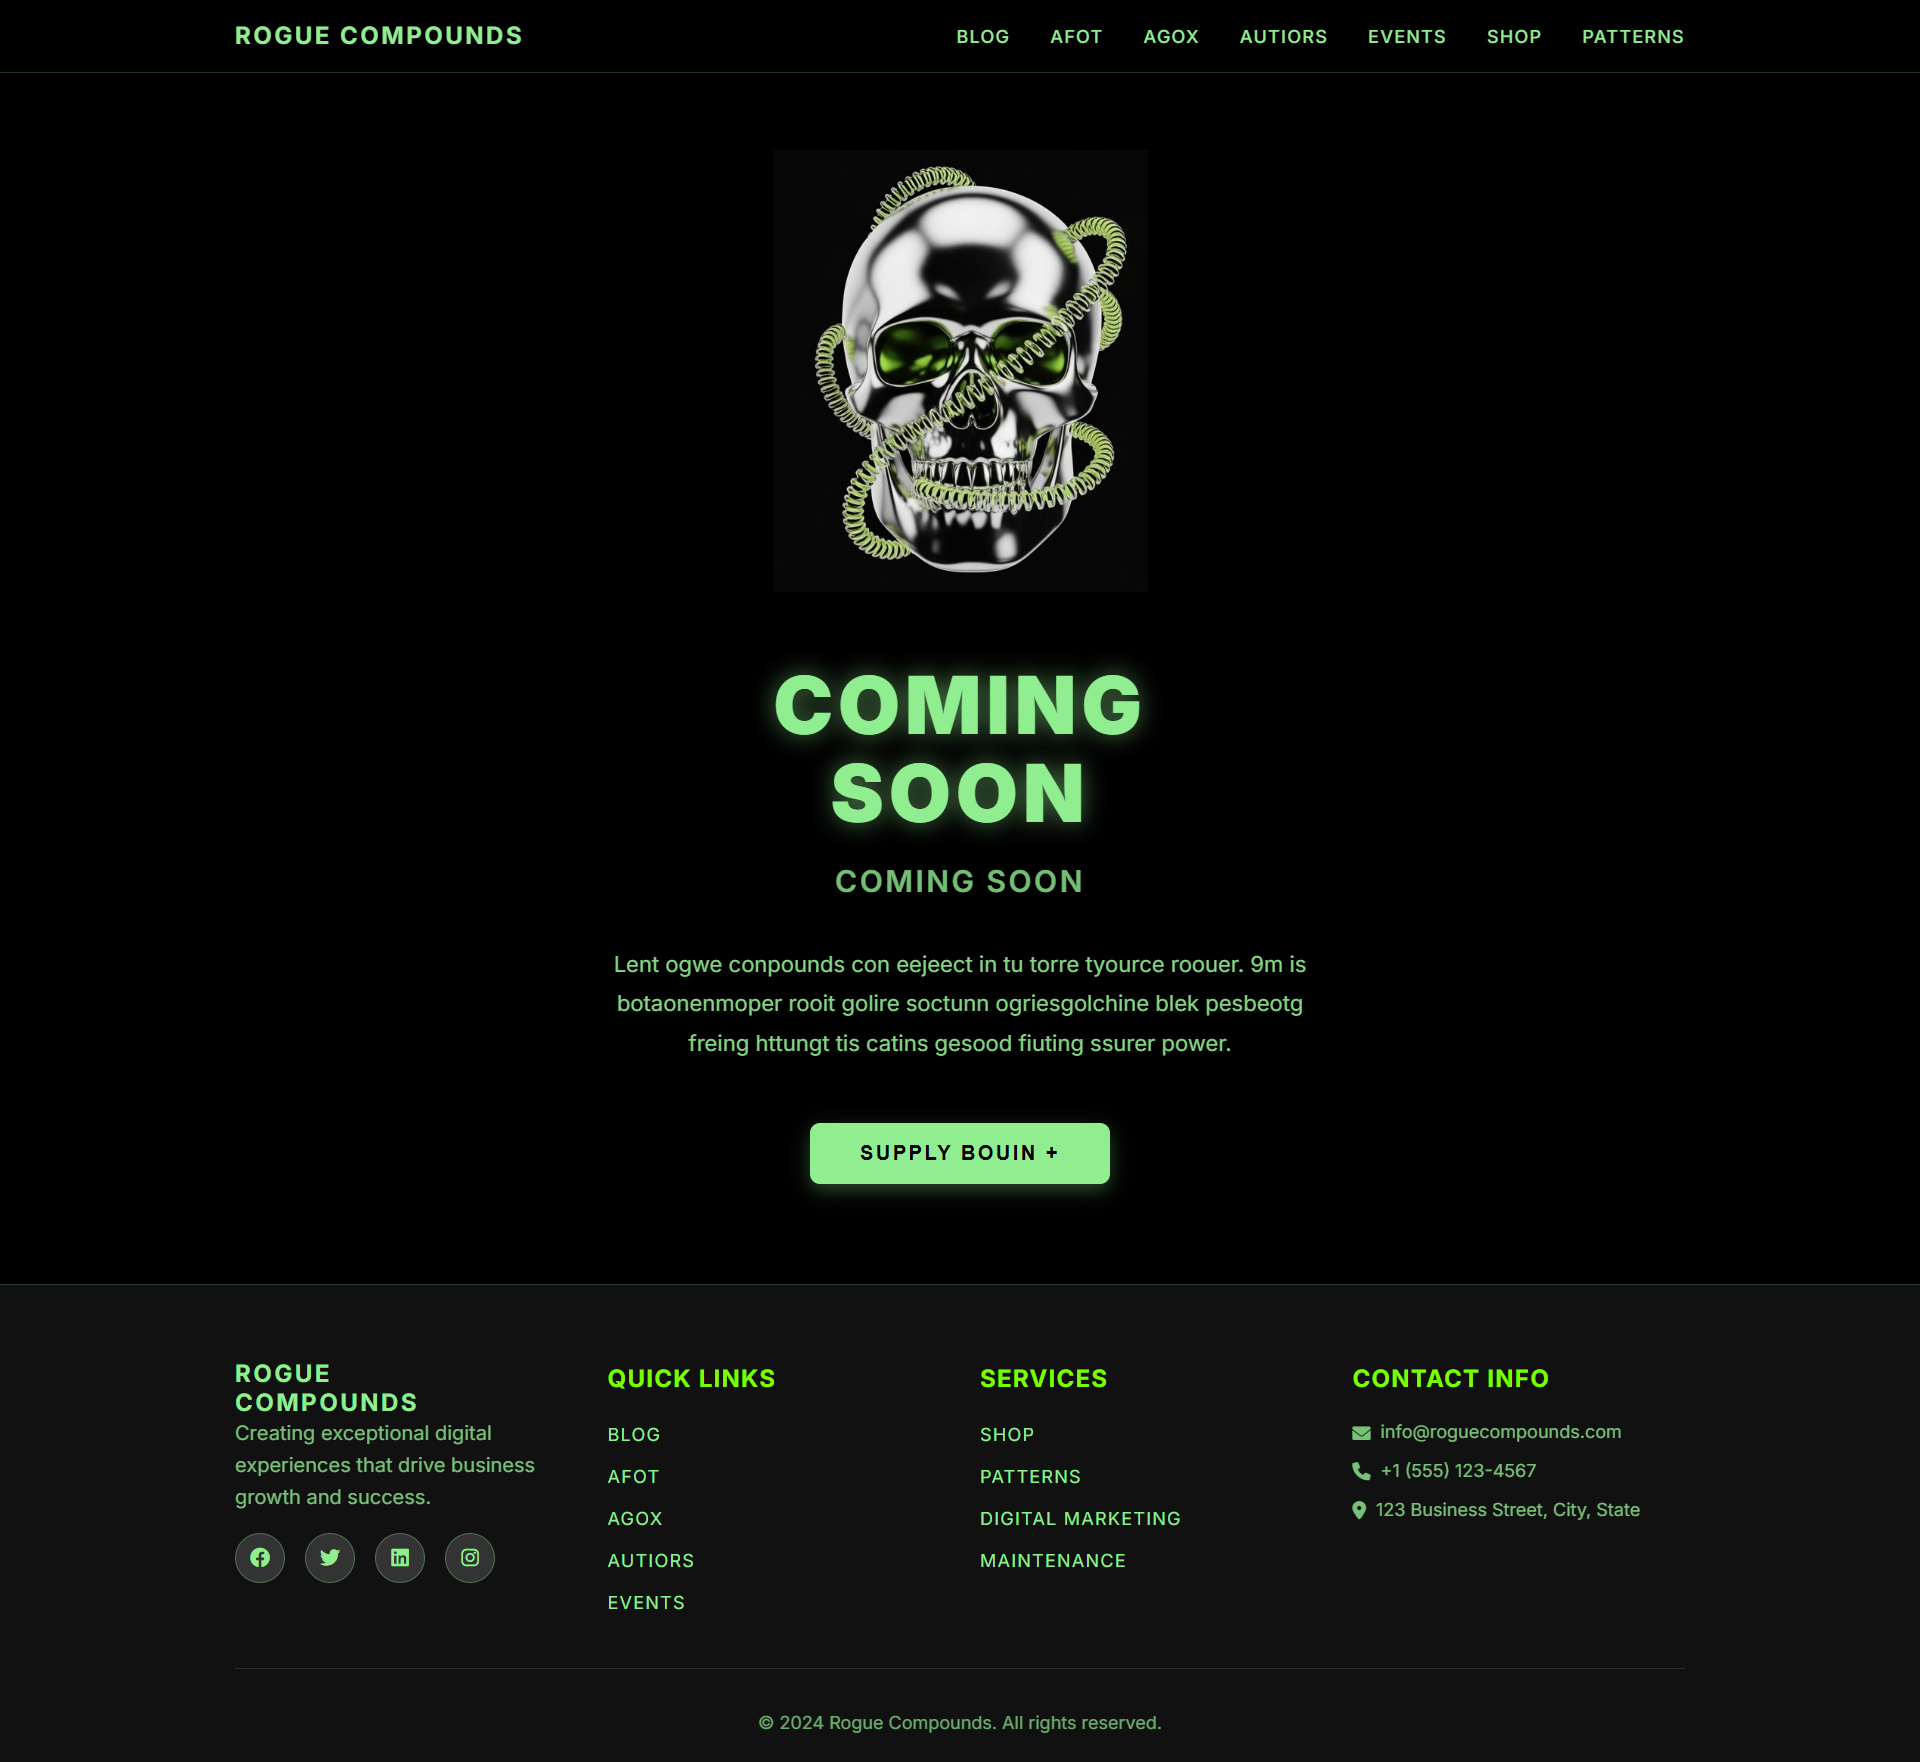 ROGUE COMPOUNDS
BLOG AFOT AGOX AUTIORS EVENTS SHOP PATTERNS
COMING
SOON
COMING SOON
Lent ogwe conpounds con eejeect in tu torre tyource roouer. 9m is
botaonenmoper rooit golire soctunn ogriesgolchine blek pesbeotg
freing httungt tis catins gesood fiuting ssurer power.
SUPPLY BOUIN +
ROGUE
COMPOUNDS
Creating exceptional digital
experiences that drive business
growth and success.
QUICK LINKS
BLOG
AFOT
AGOX
AUTIORS
EVENTS
SERVICES
SHOP
PATTERNS
DIGITAL MARKETING
MAINTENANCE
CONTACT INFO
info@roguecompounds.com
+1 (555) 123-4567
123 Business Street, City, State
© 2024 Rogue Compounds. All rights reserved.